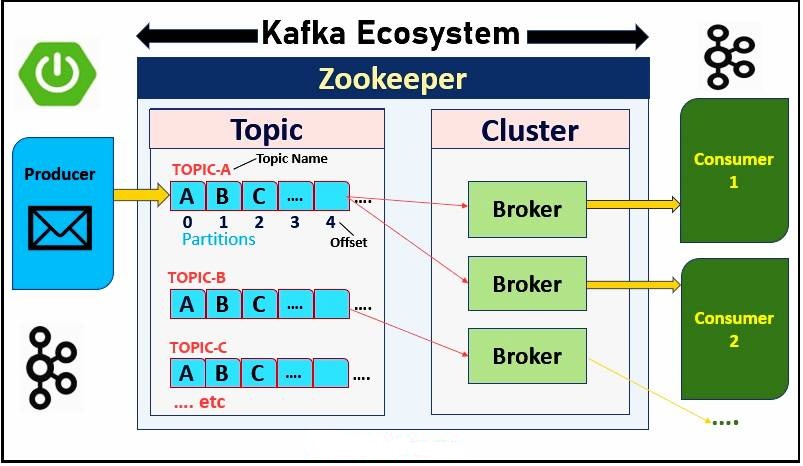 Kafka Ecosystem
Zookeeper
Topic
Cluster
Producer
TOPIC-A
Topic Name
A B C .... ....
0 1 2 3 4
Partitions
Offset
TOPIC-B
A B C .... ....
TOPIC-C
A B C .... ....
.... etc
Broker
Broker
Broker
Consumer
1
Consumer
2
....